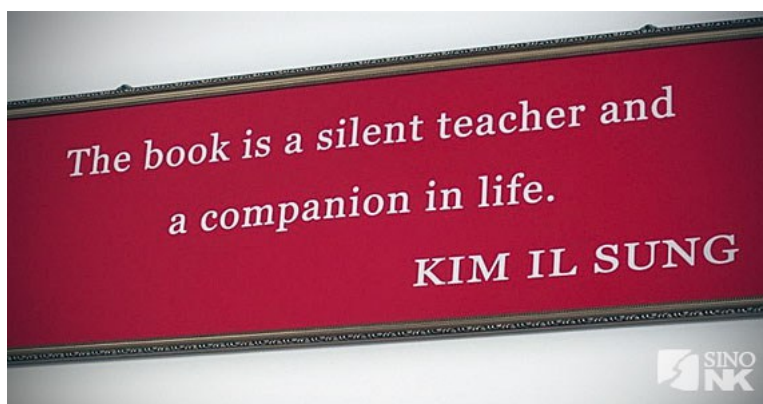 The book is a silent teacher and
a companion in life.
KIM IL SUNG
SINO
NK